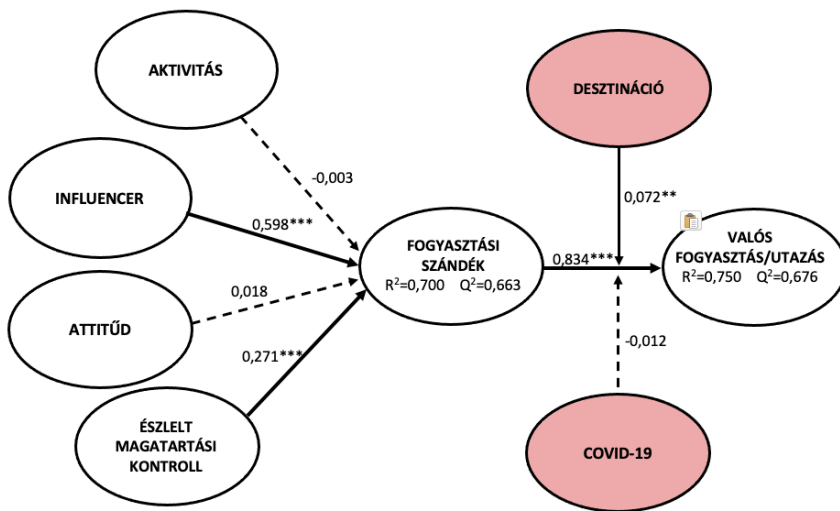 AKTIVITÁS
DESZTINÁCIÓ
-0,003
INFLUENCER
0,598***
0,072**
FOGYASZTÁSI
SZÁNDÉK
R²=0,700 Q²=0,663
0,834***
VALÓS
FOGYASZTÁS/UTAZÁS
R²=0,750 Q²=0,676
0,018
ATTITŰD
0,271***
-0,012
ÉSZLELT
MAGATARTÁSI
KONTROLL
COVID-19